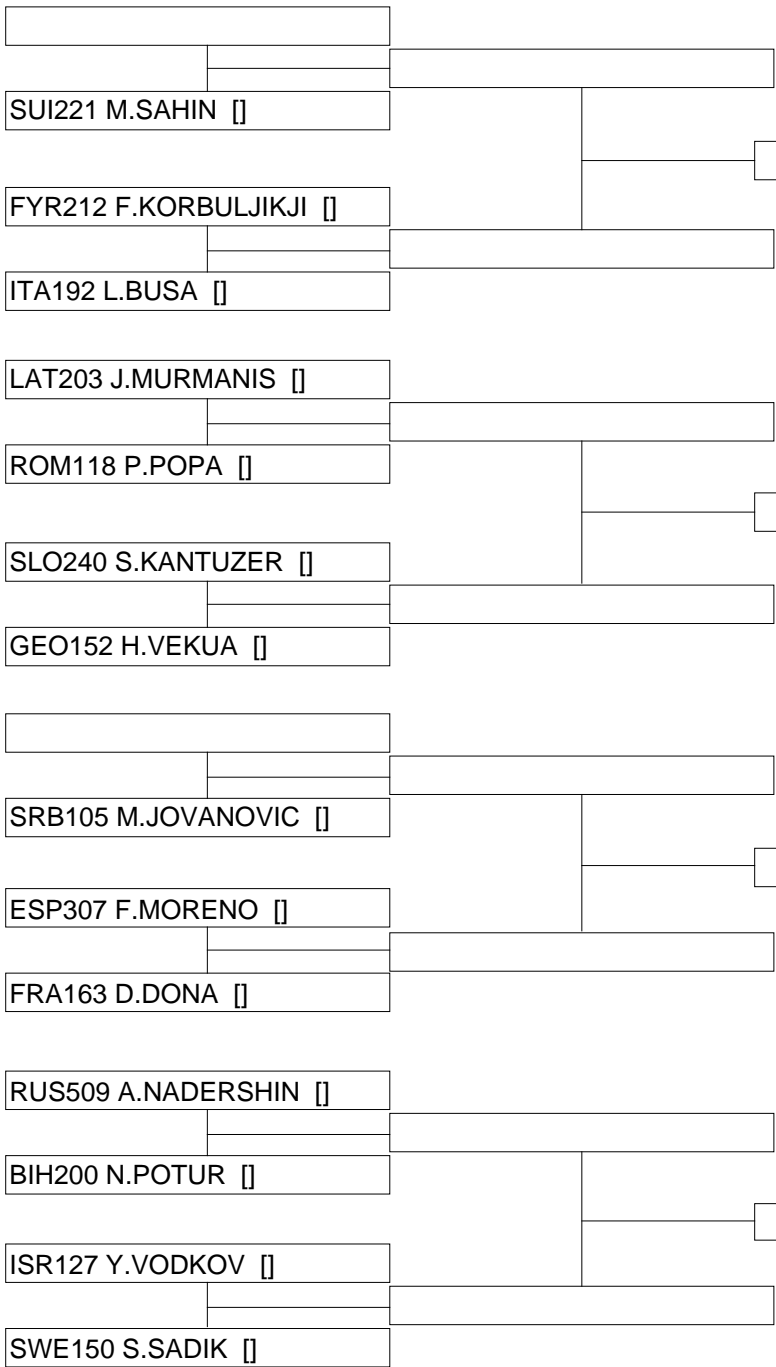 SUI221 M.SAHIN []
FYR212 F.KORBULJIKJI []
ITA192 L.BUSA []
LAT203 J.MURMANIS []
ROM118 P.POPA []
SLO240 S.KANTUZER []
GEO152 H.VEKUA []
SRB105 M.JOVANOVIC []
ESP307 F.MORENO []
FRA163 D.DONA []
RUS509 A.NADERSHIN []
BIH200 N.POTUR []
ISR127 Y.VODKOV []
SWE150 S.SADIK []